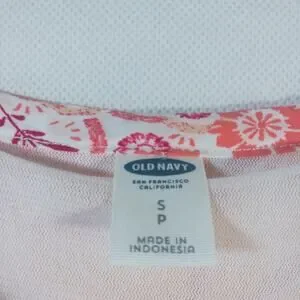 OLD NAVY
SAN FRANCISCO
CALIFORNIA
S
P
MADE IN
INDONESIA